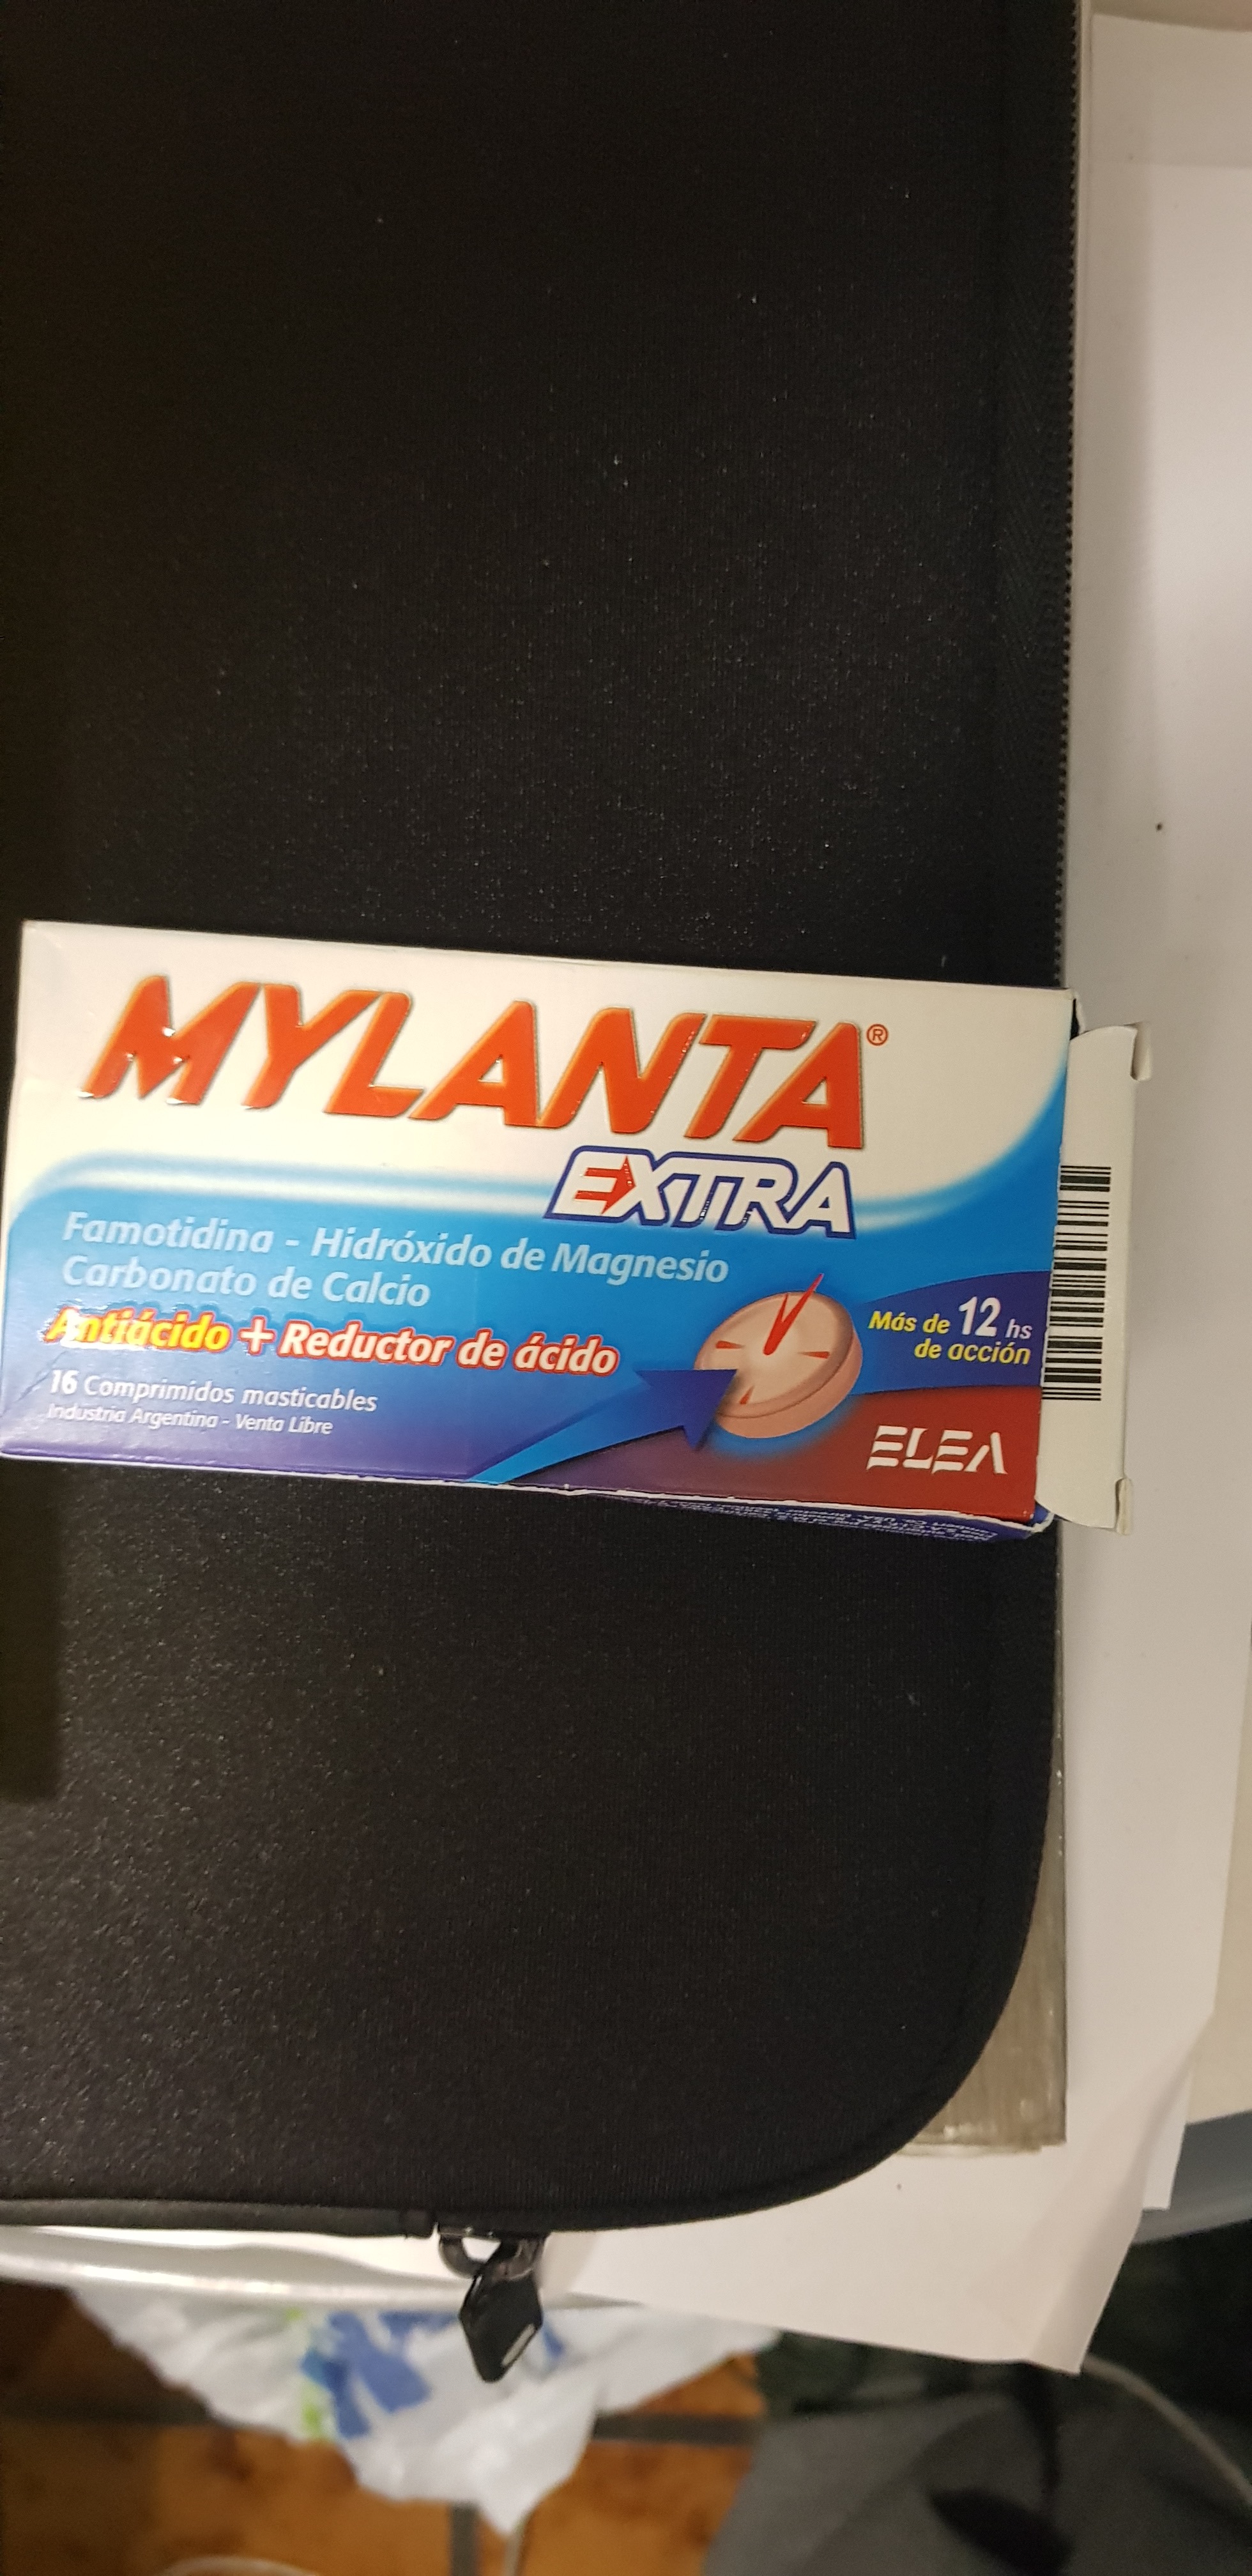 MYLANTA®
EXTRA
Famotidina - Hidróxido de Magnesio
Carbonato de Calcio
Antiácido + Reductor de ácido
16 Comprimidos masticables
Industria Argentina - Venta Libre
Más de 12 hs
de acción
ELEA